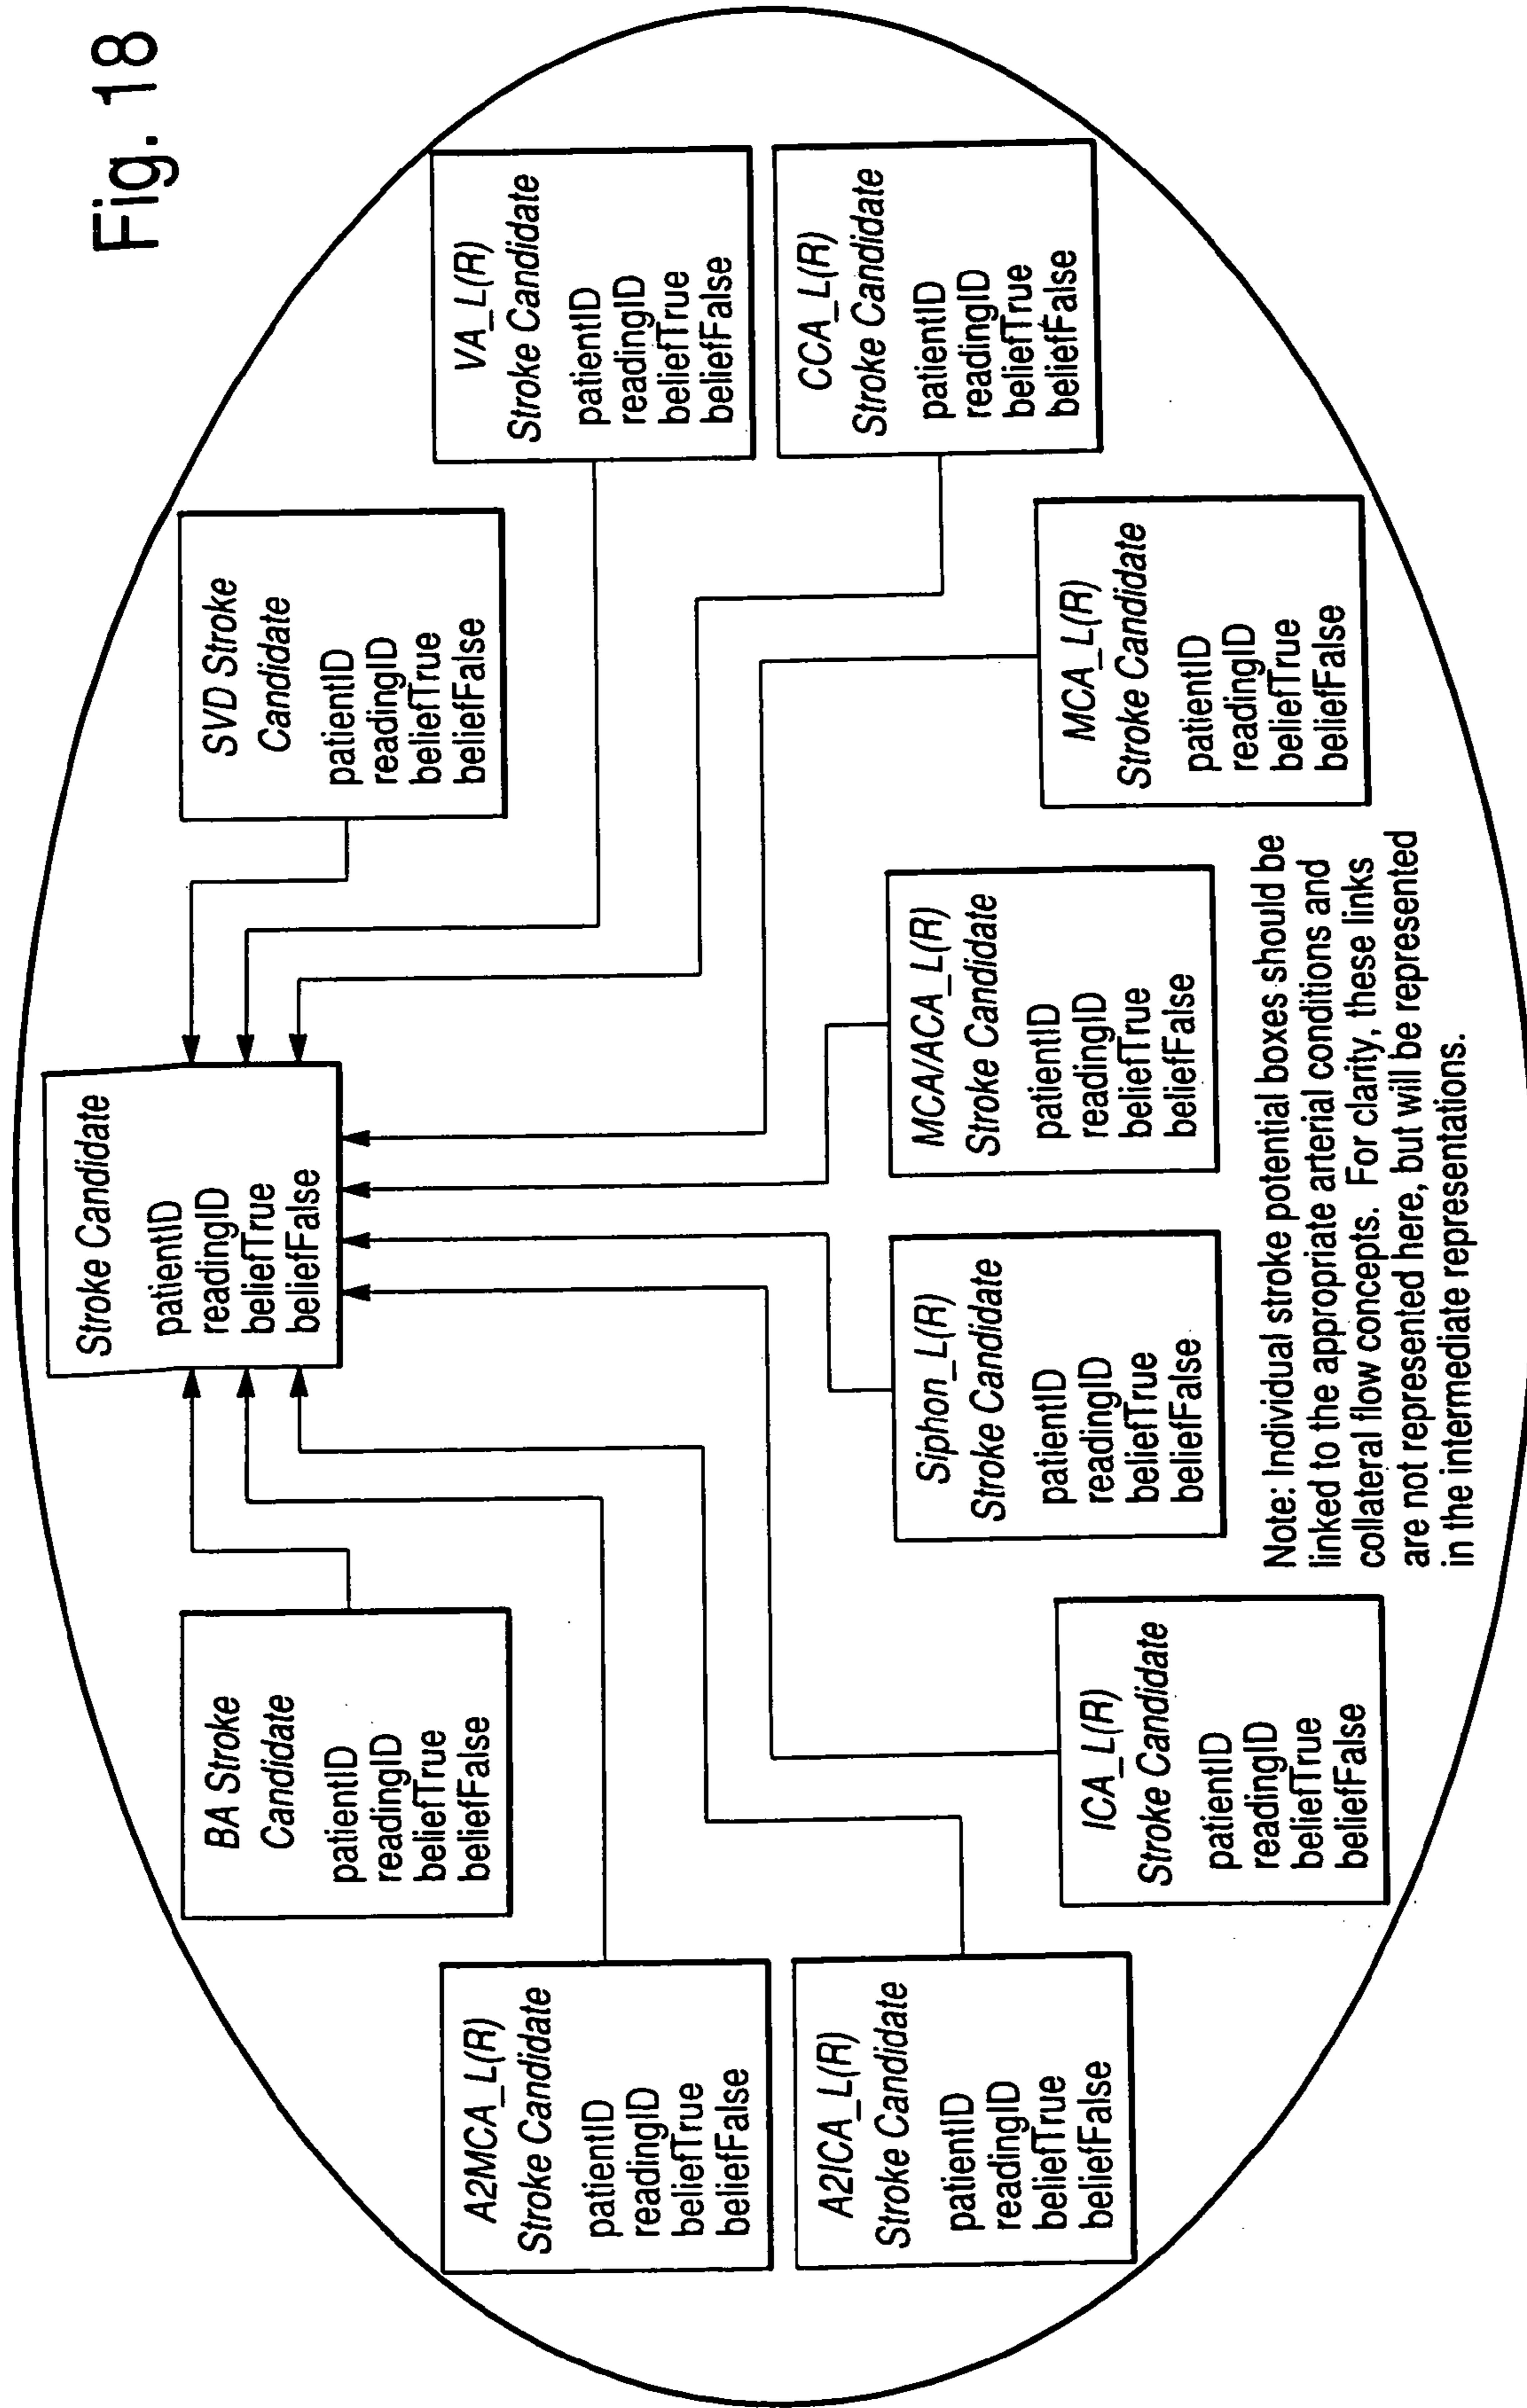 Fig. 18
Stroke Candidate
patientID
readingID
beliefTrue
beliefFalse
BA Stroke
Candidate
patientID
readingID
beliefTrue
beliefFalse
SVD Stroke
Candidate
patientID
readingID
beliefTrue
beliefFalse
A2MCA_L(R)
Stroke Candidate
patientID
readingID
beliefTrue
beliefFalse
VA_L(R)
Stroke Candidate
patientID
readingID
beliefTrue
beliefFalse
A2ICA_L(R)
Stroke Candidate
patientID
readingID
beliefTrue
beliefFalse
CCA_L(R)
Stroke Candidate
patientID
readingID
beliefTrue
beliefFalse
ICA_L(R)
Stroke Candidate
patientID
readingID
beliefTrue
beliefFalse
Siphon_L(R)
Stroke Candidate
patientID
readingID
beliefTrue
beliefFalse
MCA/ACA_L(R)
Stroke Candidate
patientID
readingID
beliefTrue
beliefFalse
MCA_L(R)
Stroke Candidate
patientID
readingID
beliefTrue
beliefFalse
Note: Individual stroke potential boxes should be
linked to the appropriate arterial conditions and
collateral flow concepts. For clarity, these links
are not represented here, but will be represented
in the intermediate representations.